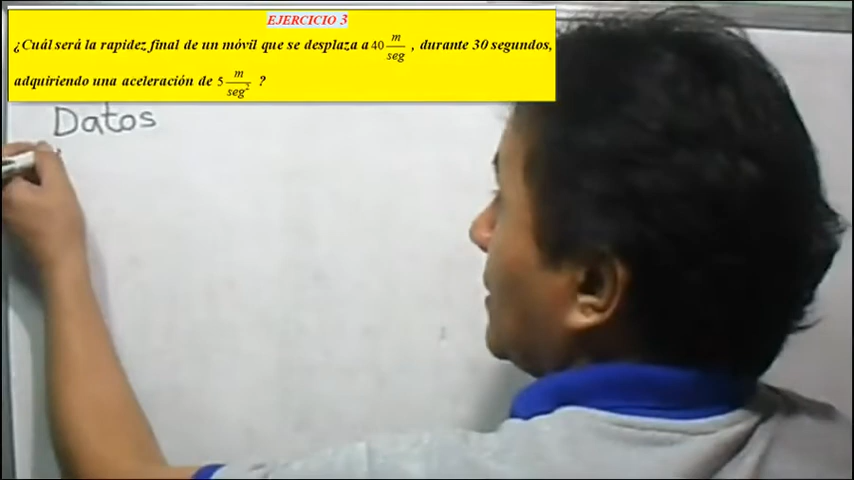 EJERCICIO 3
¿Cuál será la rapidez final de un móvil que se desplaza a 40 m/seg , durante 30 segundos,
adquiriendo una aceleración de 5 m/seg² ?
Datos